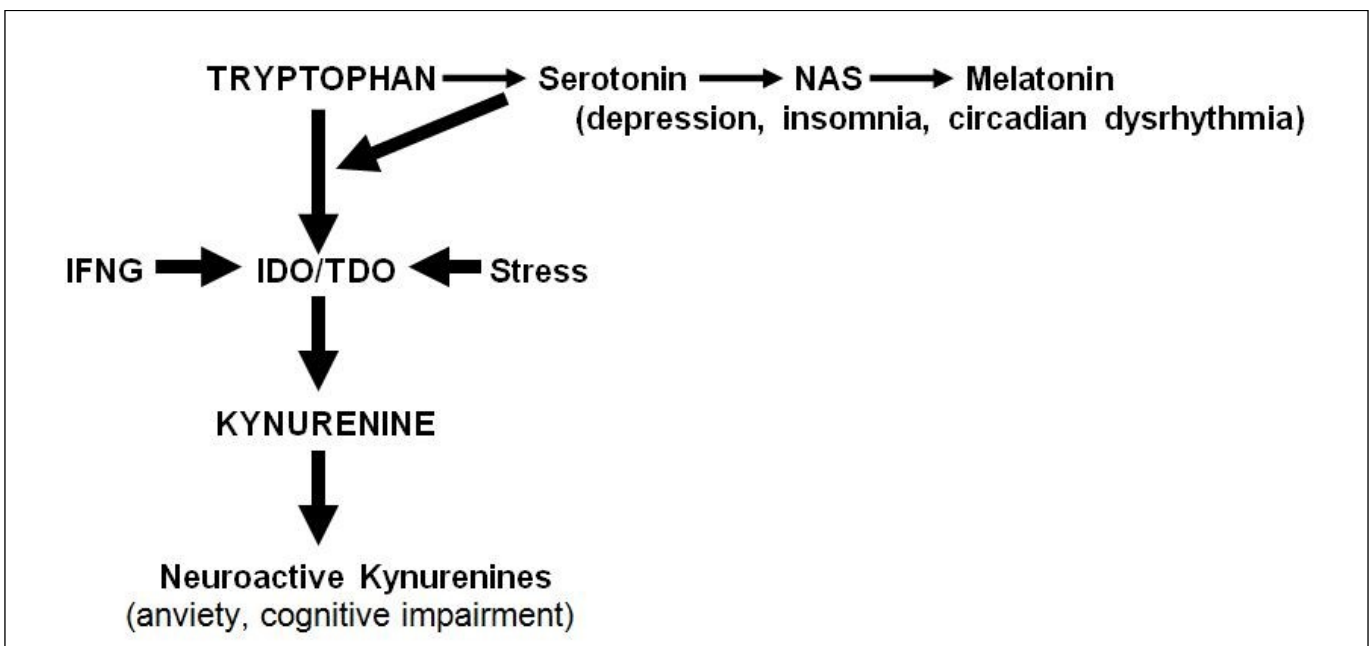 TRYPTOPHAN Serotonin NAS Melatonin
(depression, insomnia, circadian dysrhythmia)
IFNG IDO/TDO Stress
KYNURENINE
Neuroactive Kynurenines
(anviety, cognitive impairment)